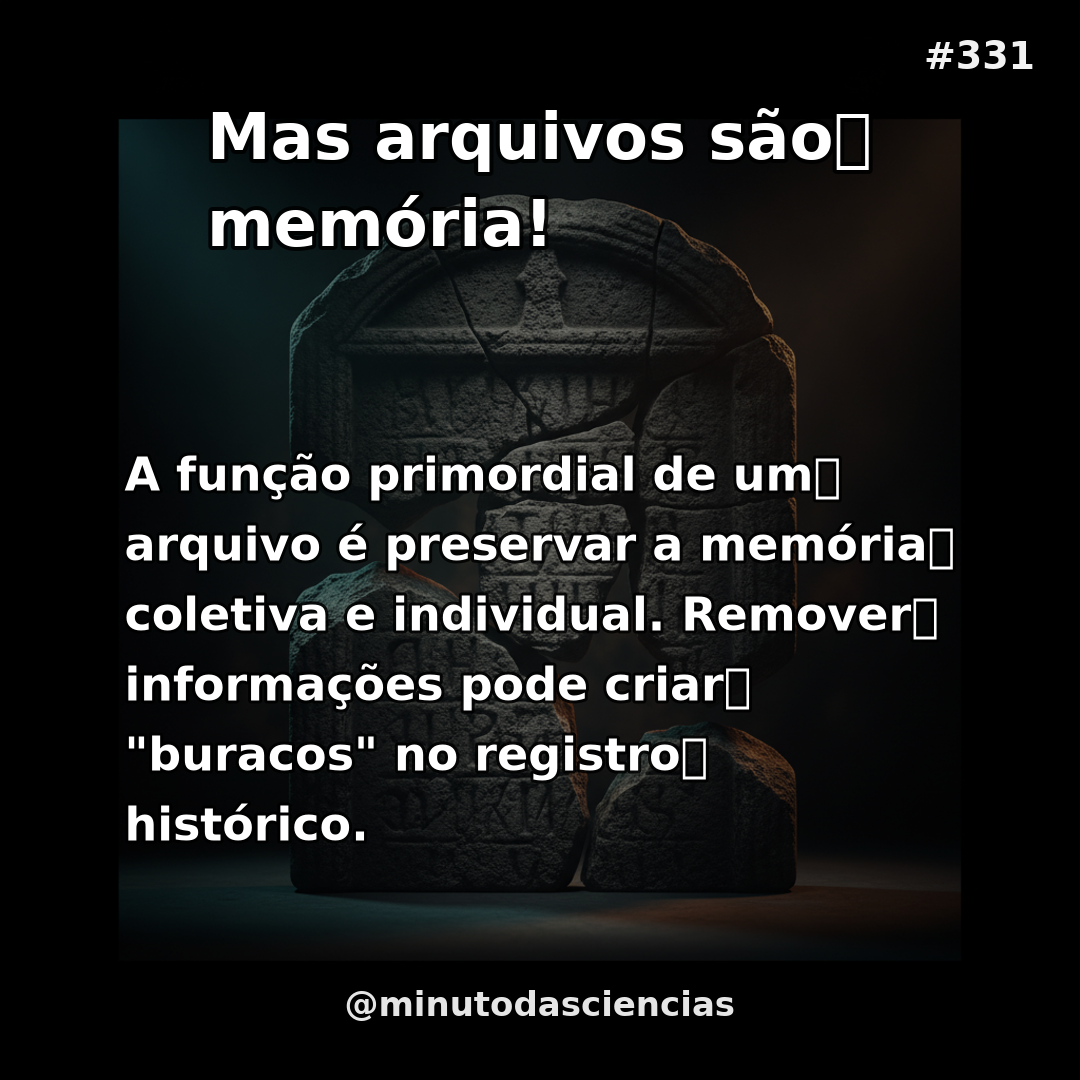 #331
Mas arquivos são
memória!
A função primordial de um
arquivo é preservar a memória
coletiva e individual. Remover
informações pode criar
"buracos" no registro
histórico.
@minutodasciencias